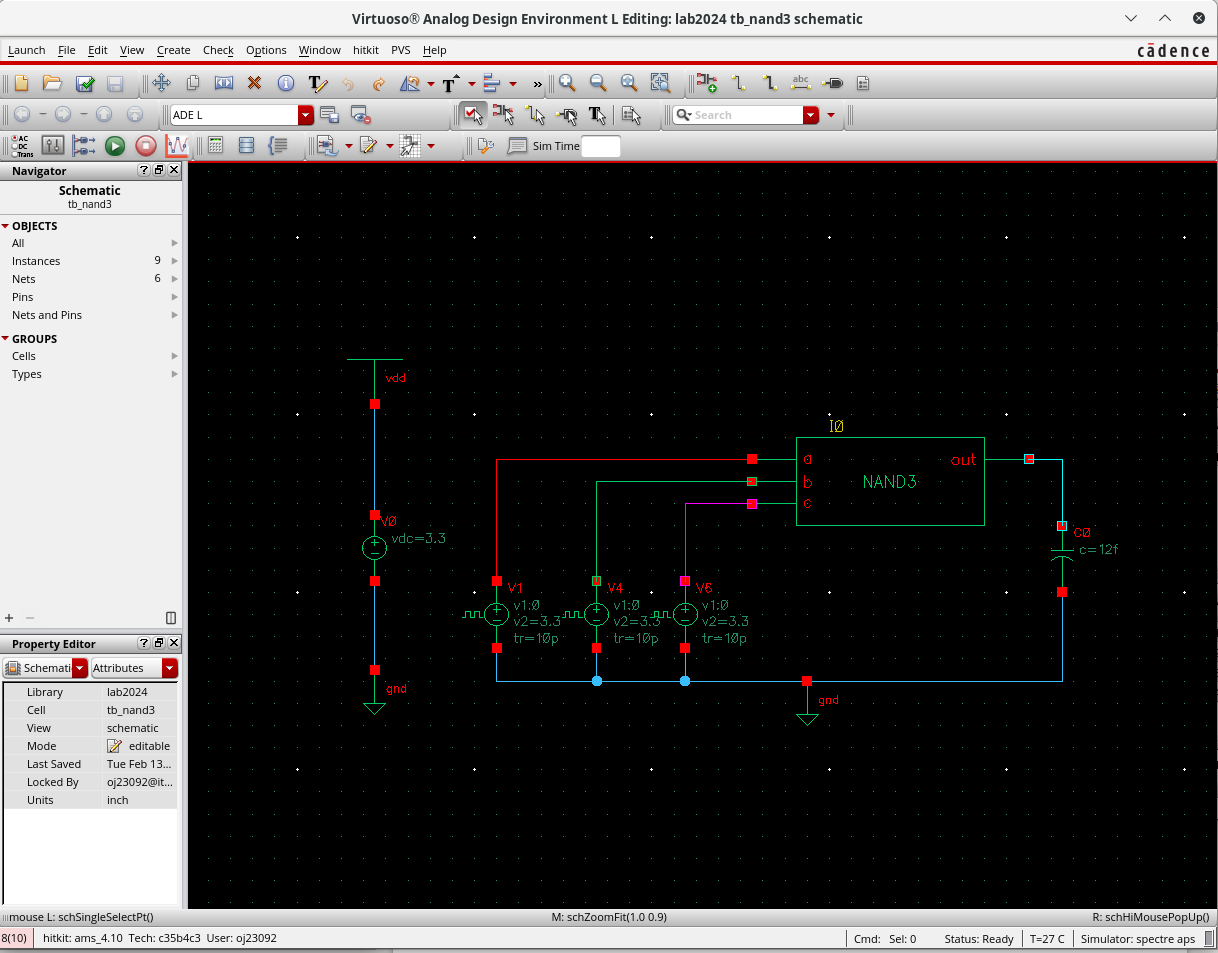 Virtuoso® Analog Design Environment L Editing: lab2024 tb_nand3 schematic
Launch File Edit View Create Check Options Window hitkit PVS Help cādence
T T » abc
ADE L T Search
AC DC Trans Sim Time
Navigator ?
Schematic
tb_nand3
OBJECTS
All
Instances 9
Nets 6
Pins
Nets and Pins
GROUPS
Cells
Types
Property Editor ?
Schemati Attributes
Library lab2024
Cell tb_nand3
View schematic
Mode editable
Last Saved Tue Feb 13...
Locked By oj23092@it...
Units inch
vdd
V0
vdc=3.3
gnd
I0
a
b
c
NAND3
out
V1
v1:0
v2=3.3
tr=10p
V4
v1:0
v2=3.3
tr=10p
V6
v1:0
v2=3.3
tr=10p
C0
c=12f
gnd
mouse L: schSingleSelectPt() M: schZoomFit(1.0 0.9) R: schHiMousePopUp()
8(10) hitkit: ams_4.10 Tech: c35b4c3 User: oj23092 Cmd: Sel: 0 Status: Ready T=27 C Simulator: spectre aps